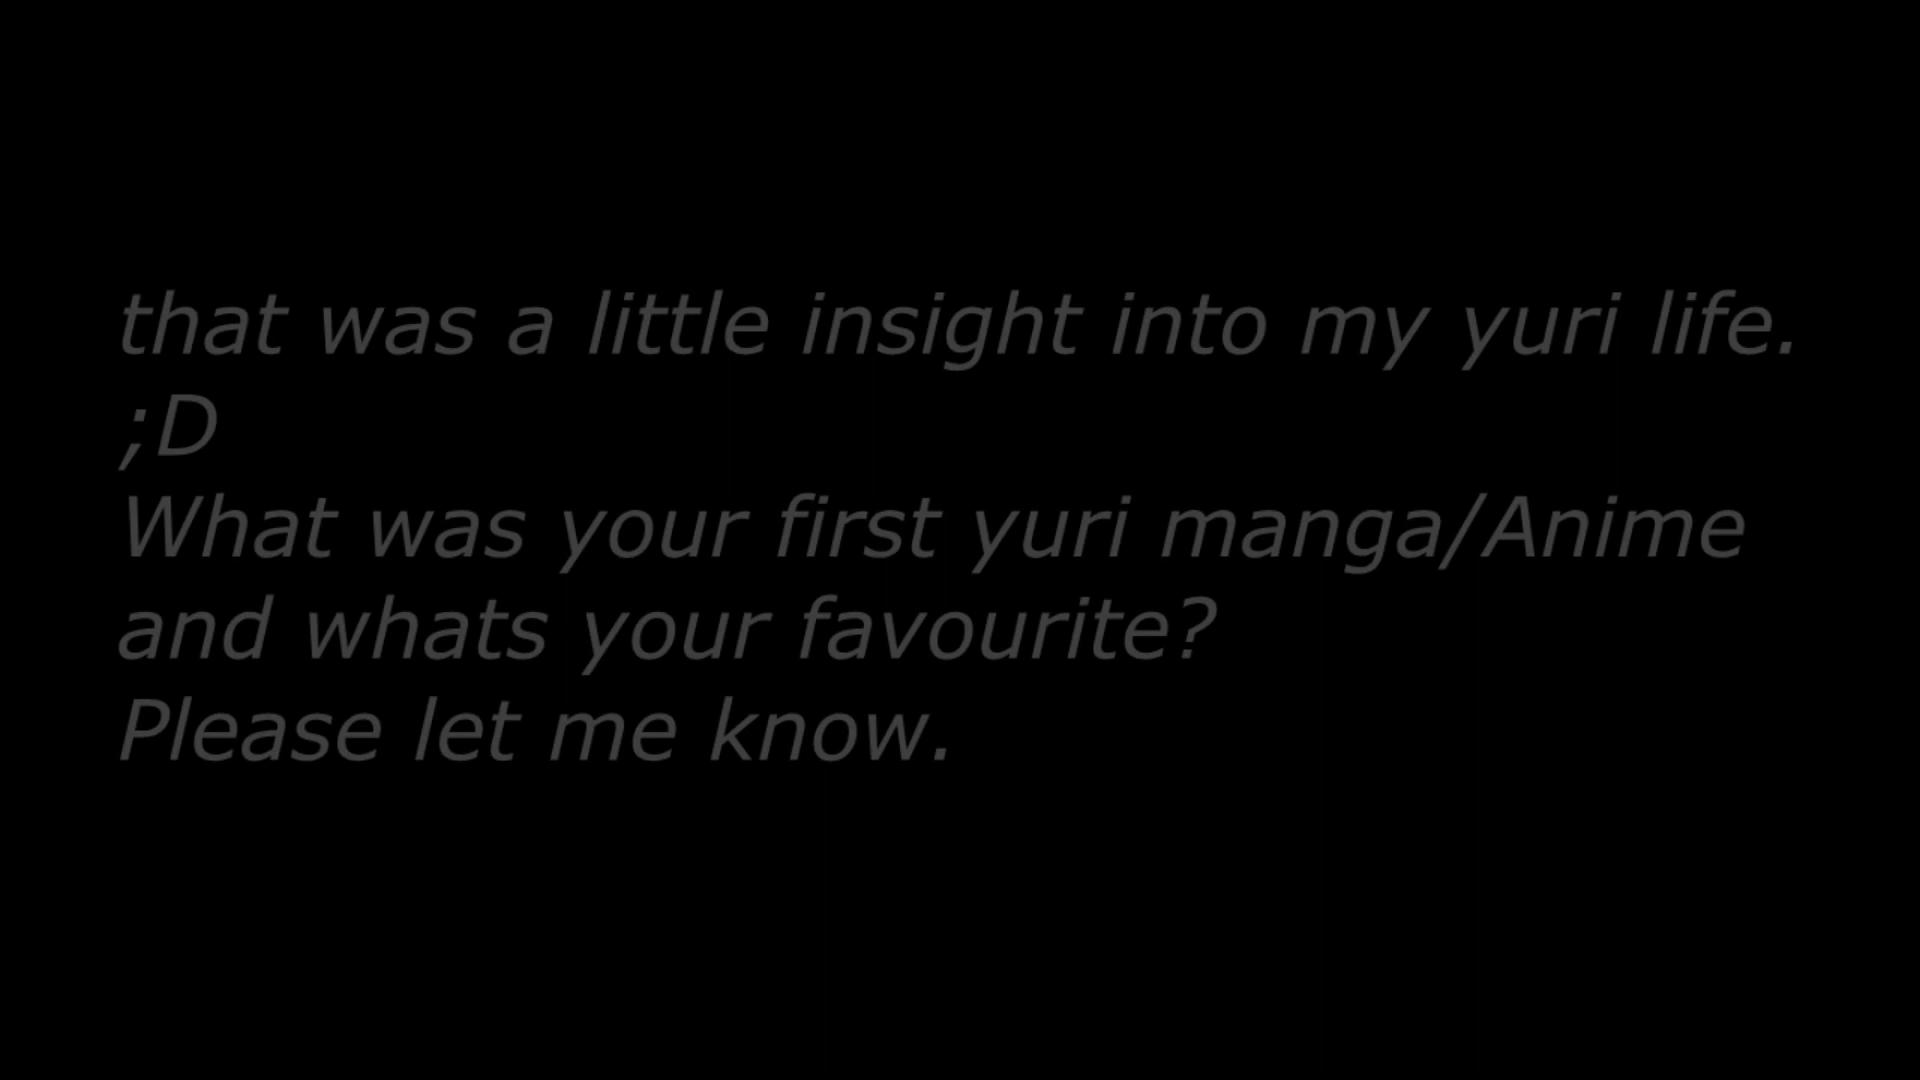 that was a little insight into my yuri life.
;D
What was your first yuri manga/Anime
and whats your favourite?
Please let me know.